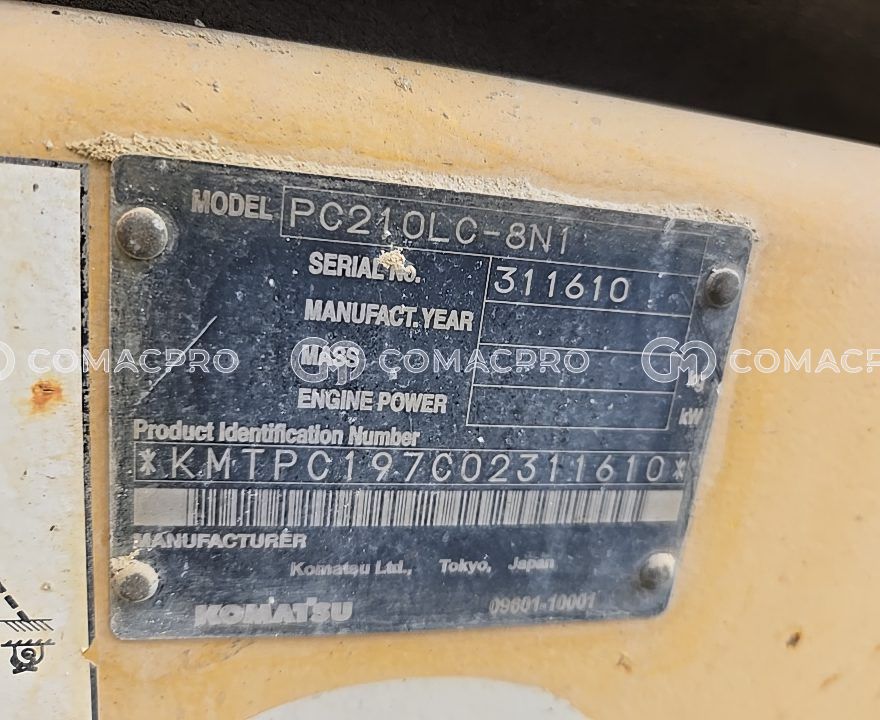 MODEL PC210LC-8N1
SERIAL NO. 311610
MANUFACT. YEAR
COMACPRO COMACPRO COMACPRO
MASS kg
ENGINE POWER kW
Product Identification Number
*KMTPC197C02311610*
MANUFACTURER
Komatsu Ltd., Tokyo, Japan
KOMATSU 09601-10001